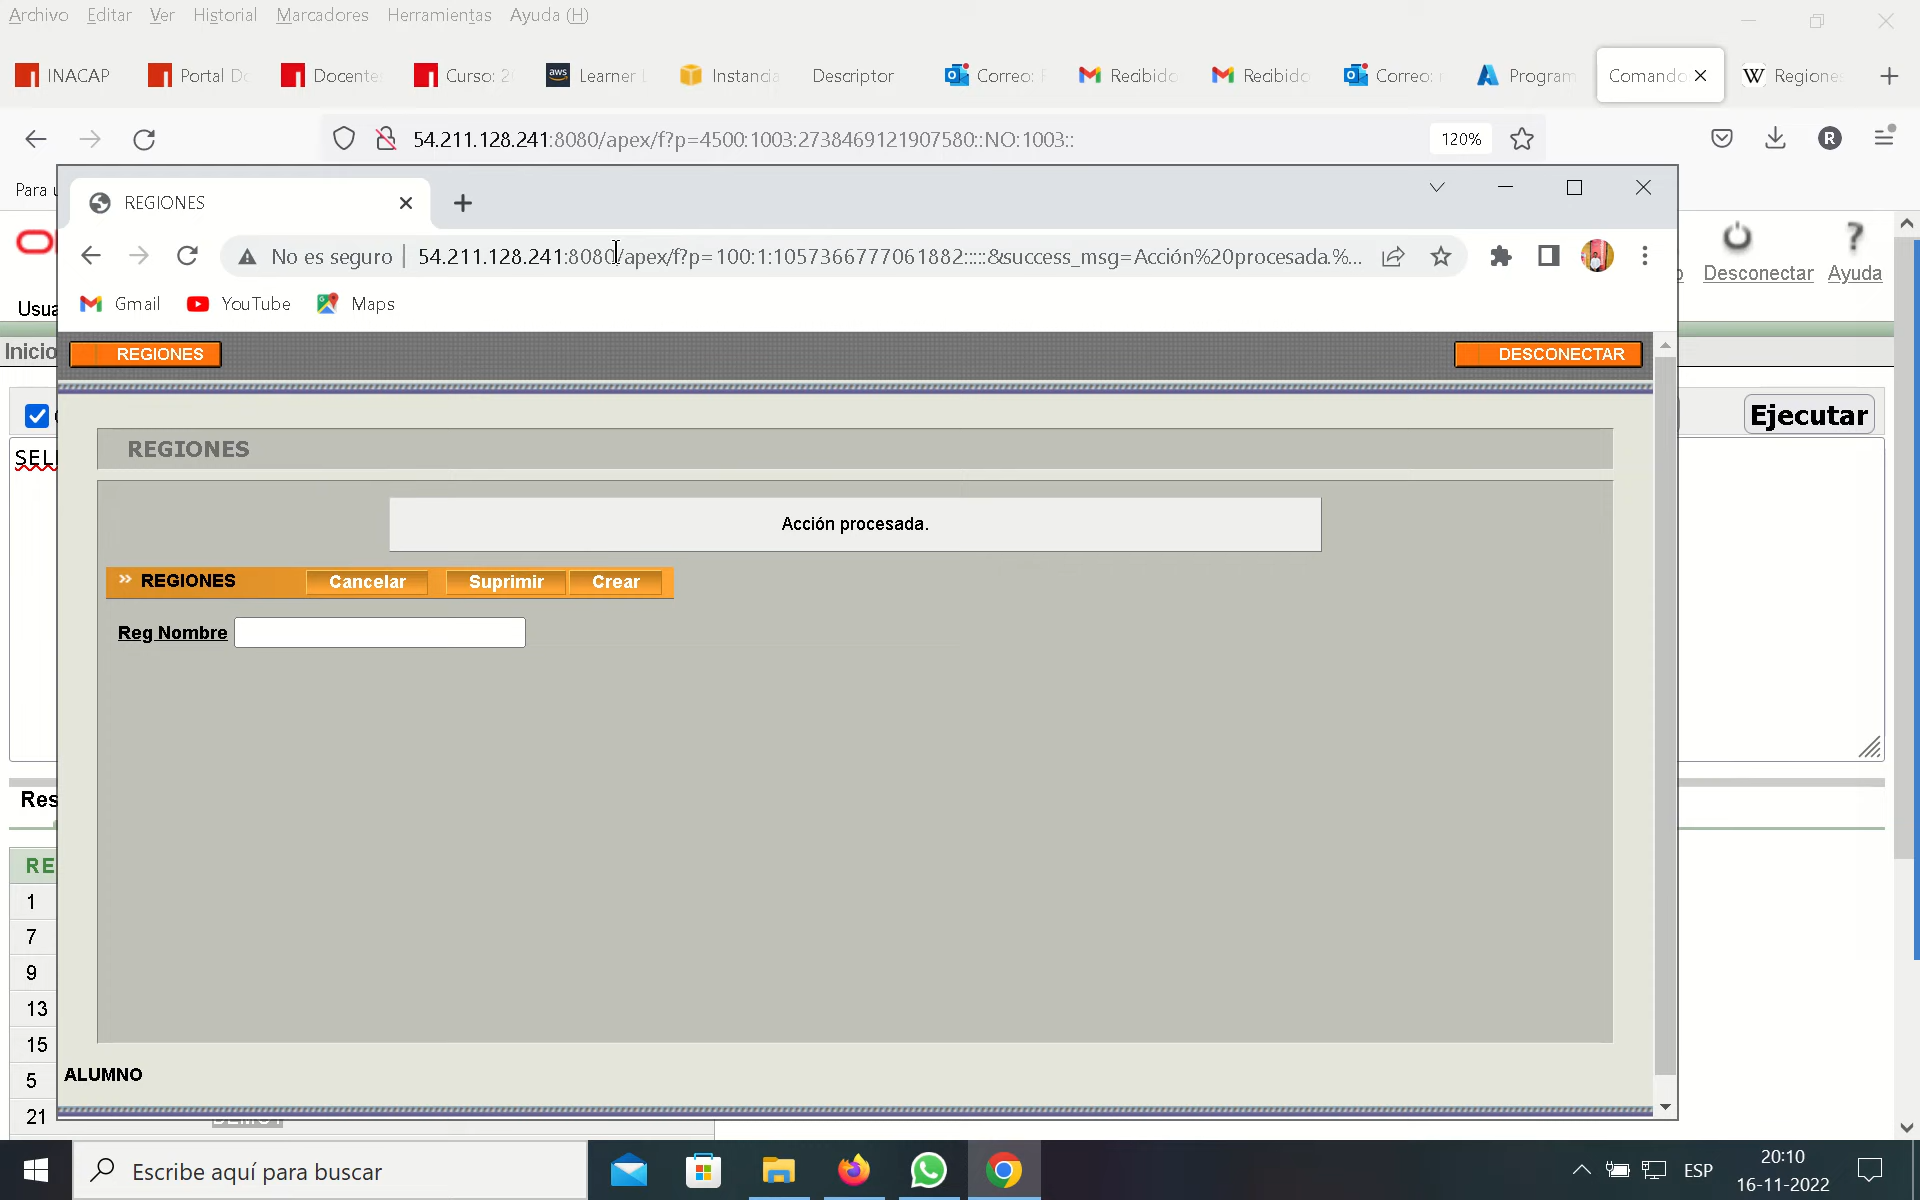 Archivo Editar Ver Historial Marcadores Herramientas Ayuda (H)
INACAP Portal Do Docente Curso: 2 Learner L Instancia Descriptor Correo: R Recibido Recibido Correo: r Program Comando Regiones
54.211.128.241:8080/apex/f?p=4500:1003:2738469121907580::NO:1003:: 120% R
Para u
REGIONES
No es seguro | 54.211.128.241:8080/apex/f?p=100:1:1057366777061882:::::&success_msg=Acción%20procesada.%...
Desconectar Ayuda
Gmail YouTube Maps
Usua
Inicio
REGIONES DESCONECTAR
Ejecutar
REGIONES
SELE
Acción procesada.
REGIONES Cancelar Suprimir Crear
Reg Nombre
Res
RE
1
7
9
13
15
5
ALUMNO
21
Escribe aquí para buscar
ESP
20:10
16-11-2022